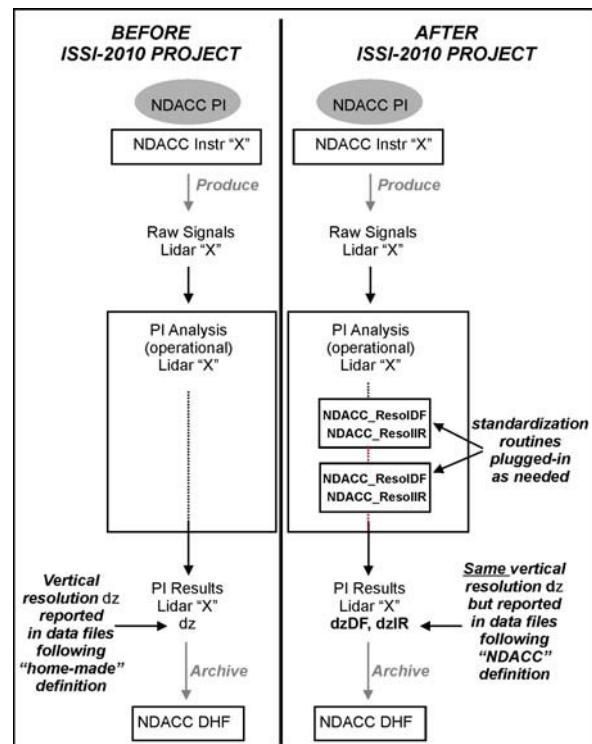 BEFORE
ISSI-2010 PROJECT
NDACC PI
NDACC Instr “X”
Produce
Raw Signals
Lidar “X”
PI Analysis
(operational)
Lidar “X”
Vertical
resolution dz
reported
in data files
following
“home-made”
definition
PI Results
Lidar “X”
dz
Archive
NDACC DHF
AFTER
ISSI-2010 PROJECT
NDACC PI
NDACC Instr “X”
Produce
Raw Signals
Lidar “X”
PI Analysis
(operational)
Lidar “X”
NDACC_ResolDF
NDACC_ResolIR
NDACC_ResolDF
NDACC_ResolIR
standardization
routines
plugged-in
as needed
PI Results
Lidar “X”
dzDF, dzIR
Same vertical
resolution dz
but reported
in data files
following
“NDACC”
definition
Archive
NDACC DHF